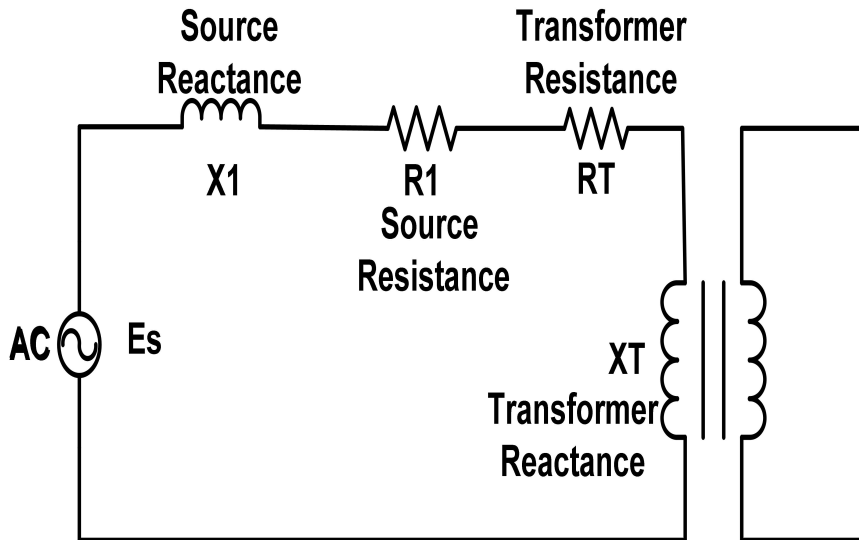 Source
Reactance
Transformer
Resistance
X1
R1
RT
Source
Resistance
AC
Es
XT
Transformer
Reactance